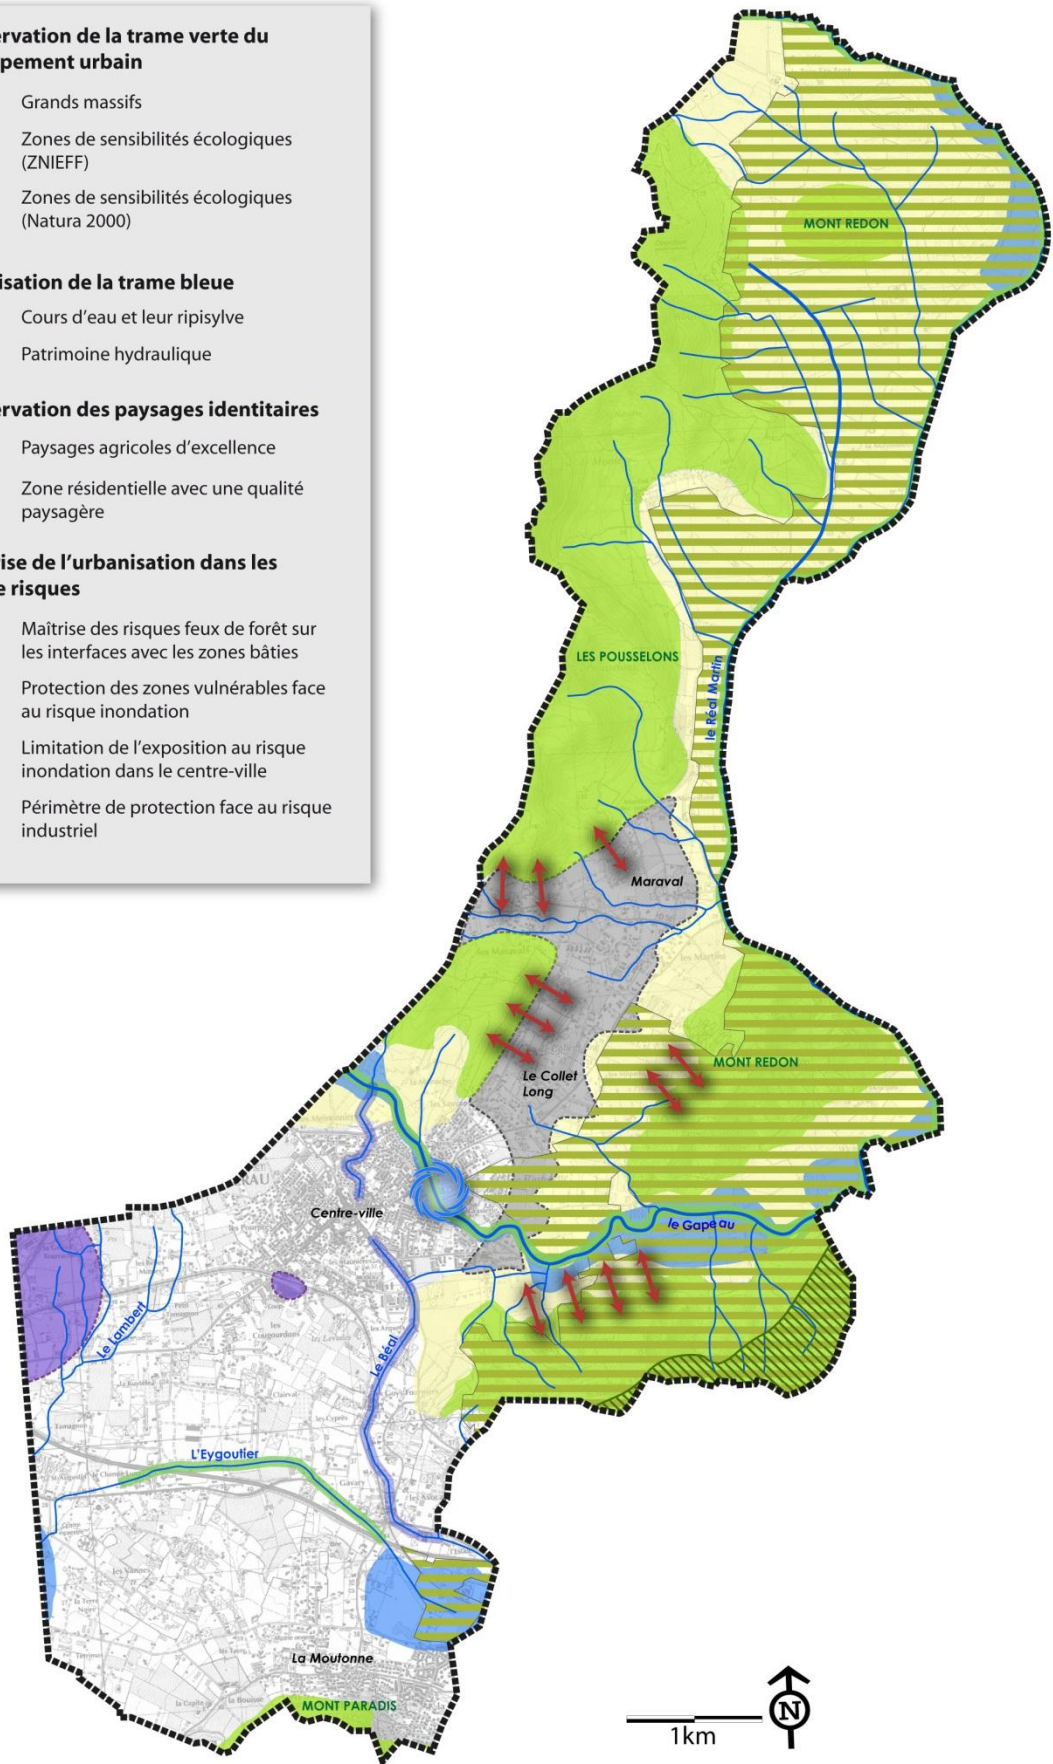 ervation de la trame verte du
pement urbain
Grands massifs
Zones de sensibilités écologiques
(ZNIEFF)
Zones de sensibilités écologiques
(Natura 2000)
isation de la trame bleue
Cours d'eau et leur ripisylve
Patrimoine hydraulique
ervation des paysages identitaires
Paysages agricoles d'excellence
Zone résidentielle avec une qualité
paysagère
ise de l'urbanisation dans les
e risques
Maîtrise des risques feux de forêt sur
les interfaces avec les zones bâties
Protection des zones vulnérables face
au risque inondation
Limitation de l'exposition au risque
inondation dans le centre-ville
Périmètre de protection face au risque
industriel
MONT REDON
LES POUSSELONS
le Réal Martin
Maraval
les Martins
MONT REDON
Le Collet
Long
RAU
Centre-ville
le Gapeau
Le Lambert
Le Béal
L'Eygoutier
La Moutonne
MONT PARADIS
N
1km